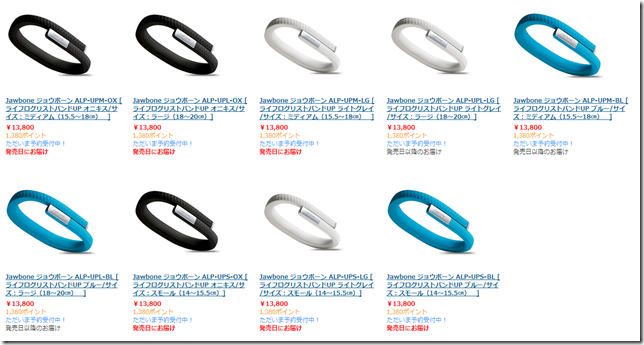 Jawbone ジョウボーン ALP-UPM-OX [
ライフログリストバンドUP オニキス/サ
イズ：ミディアム（15.5～18㎝） ]
￥13,800
1,380ポイント
ただいま予約受付中！
発売日にお届け
Jawbone ジョウボーン ALP-UPL-OX [
ライフログリストバンドUP オニキス/サ
イズ：ラージ（18～20㎝） ]
￥13,800
1,380ポイント
ただいま予約受付中！
発売日にお届け
Jawbone ジョウボーン ALP-UPM-LG [
ライフログリストバンドUP ライトグレイ
/サイズ：ミディアム（15.5～18㎝） ]
￥13,800
1,380ポイント
ただいま予約受付中！
発売日にお届け
Jawbone ジョウボーン ALP-UPL-LG [
ライフログリストバンドUP ライトグレイ
/サイズ：ラージ（18～20㎝） ]
￥13,800
1,380ポイント
ただいま予約受付中！
発売日以降のお届け
Jawbone ジョウボーン ALP-UPM-BL [
ライフログリストバンドUP ブルー/サイ
ズ：ミディアム（15.5～18㎝） ]
￥13,800
1,380ポイント
ただいま予約受付中！
発売日以降のお届け
Jawbone ジョウボーン ALP-UPL-BL [
ライフログリストバンドUP ブルー/サイ
ズ：ラージ（18～20㎝） ]
￥13,800
1,380ポイント
ただいま予約受付中！
発売日以降のお届け
Jawbone ジョウボーン ALP-UPS-OX [
ライフログリストバンドUP オニキス/サ
イズ：スモール（14～15.5㎝） ]
￥13,800
1,380ポイント
ただいま予約受付中！
発売日にお届け
Jawbone ジョウボーン ALP-UPS-LG [
ライフログリストバンドUP ライトグレイ
/サイズ：スモール（14～15.5㎝） ]
￥13,800
1,380ポイント
ただいま予約受付中！
発売日にお届け
Jawbone ジョウボーン ALP-UPS-BL [
ライフログリストバンドUP ブルー/サイ
ズ：スモール（14～15.5㎝） ]
￥13,800
1,380ポイント
ただいま予約受付中！
発売日にお届け